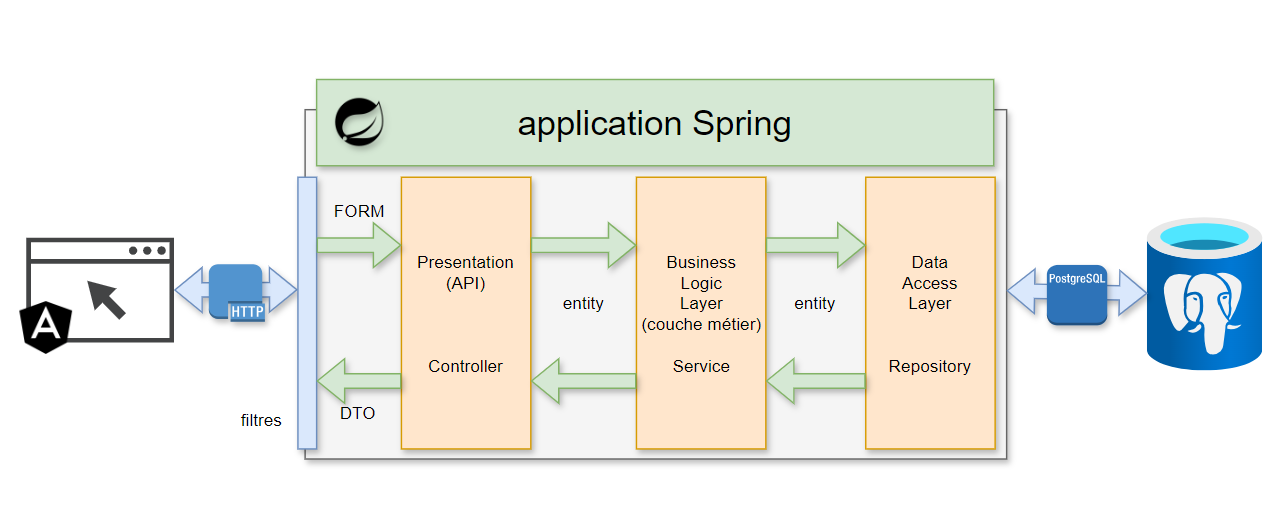 application Spring
FORM
Presentation
(API)
Controller
entity
Business
Logic
Layer
(couche métier)
Service
entity
Data
Access
Layer
Repository
DTO
filtres
HTTP
PostgreSQL
A